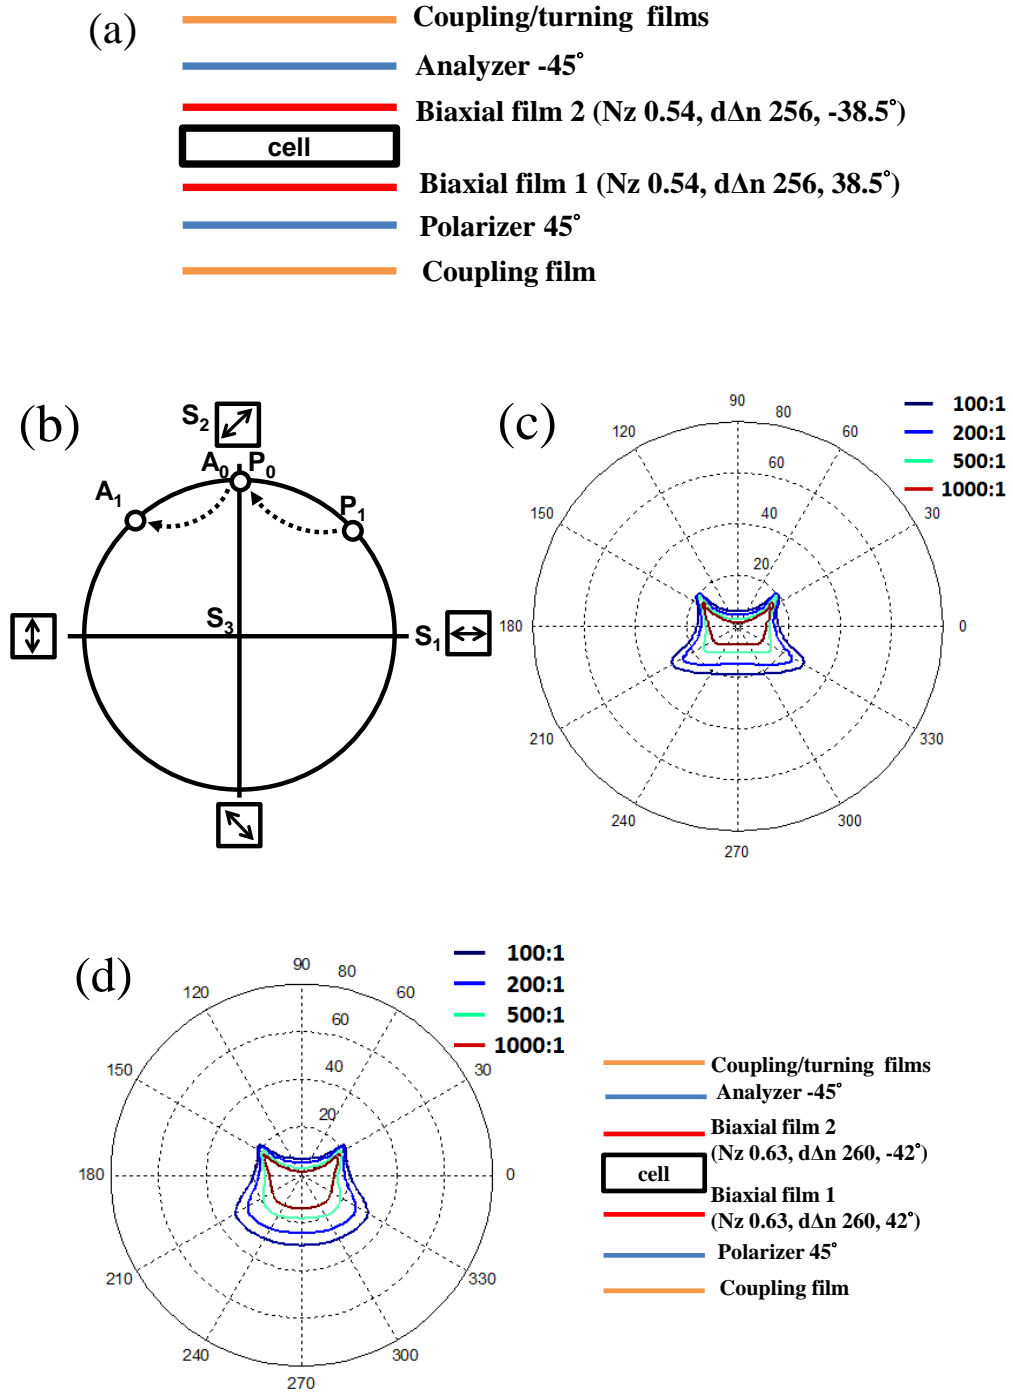 (a)
Coupling/turning films
Analyzer -45°
Biaxial film 2 (Nz 0.54, dΔn 256, -38.5°)
cell
Biaxial film 1 (Nz 0.54, dΔn 256, 38.5°)
Polarizer 45°
Coupling film
(b)
S2
A0 P0
A1
P1
S3
S1
(c)
100:1
200:1
500:1
1000:1
90
80
120
60
60
40
150
30
20
180
0
210
330
240
300
270
(d)
100:1
200:1
500:1
1000:1
90
80
120
60
60
40
150
30
20
180
0
210
330
240
300
270
Coupling/turning films
Analyzer -45°
Biaxial film 2
(Nz 0.63, dΔn 260, -42°)
cell
Biaxial film 1
(Nz 0.63, dΔn 260, 42°)
Polarizer 45°
Coupling film